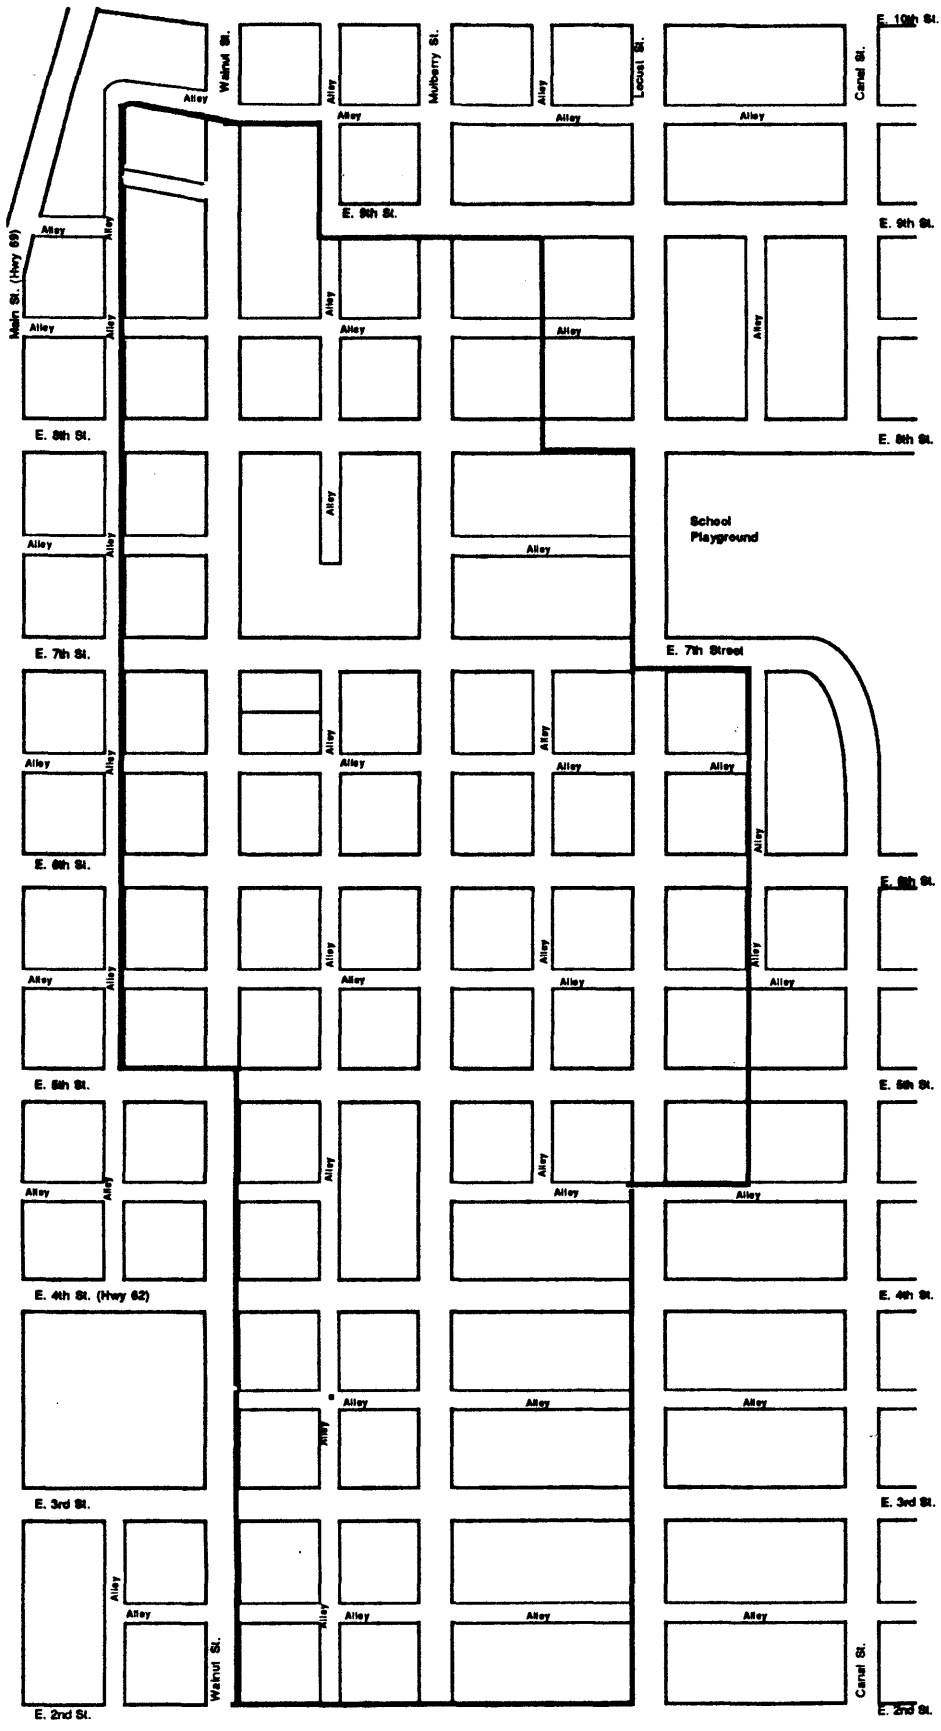 E. 10th St.
Walnut St.
Mulberry St.
Locust St.
Canal St.
Alley
Alley
Alley
Alley
Alley
Alley
E. 9th St.
E. 9th St.
Alley
Alley
Main St. (Hwy 69)
Alley
Alley
Alley
Alley
Alley
Alley
Alley
E. 8th St.
E. 8th St.
Alley
School
Playground
Alley
Alley
Alley
E. 7th St.
E. 7th Street
Alley
Alley
Alley
Alley
Alley
Alley
Alley
Alley
E. 6th St.
E. 6th St.
Alley
Alley
Alley
Alley
Alley
Alley
Alley
Alley
E. 5th St.
E. 5th St.
Alley
Alley
Alley
Alley
Alley
Alley
E. 4th St. (Hwy 62)
E. 4th St.
Alley
Alley
Alley
Alley
E. 3rd St.
E. 3rd St.
Alley
Alley
Alley
Alley
Alley
Alley
Walnut St.
Canal St.
E. 2nd St.
E. 2nd St.